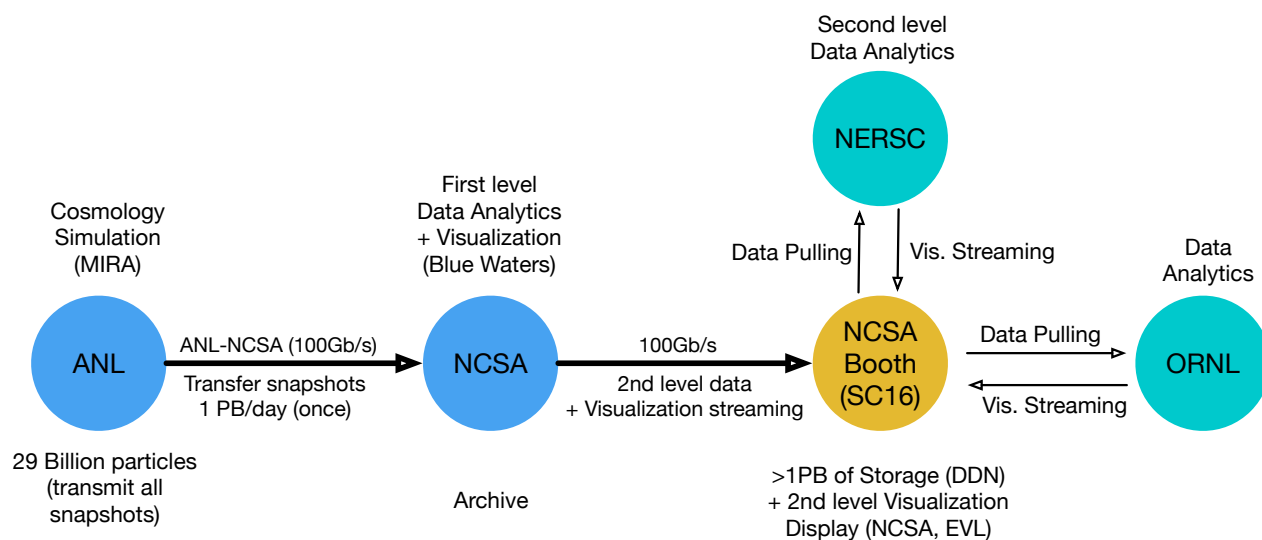 Second level
Data Analytics
NERSC
Cosmology
Simulation
(MIRA)
First level
Data Analytics
+ Visualization
(Blue Waters)
Data Pulling
Vis. Streaming
Data
Analytics
ANL
ANL-NCSA (100Gb/s)
Transfer snapshots
1 PB/day (once)
NCSA
100Gb/s
2nd level data
+ Visualization streaming
NCSA
Booth
(SC16)
Data Pulling
Vis. Streaming
ORNL
29 Billion particles
(transmit all
snapshots)
Archive
>1PB of Storage (DDN)
+ 2nd level Visualization
Display (NCSA, EVL)